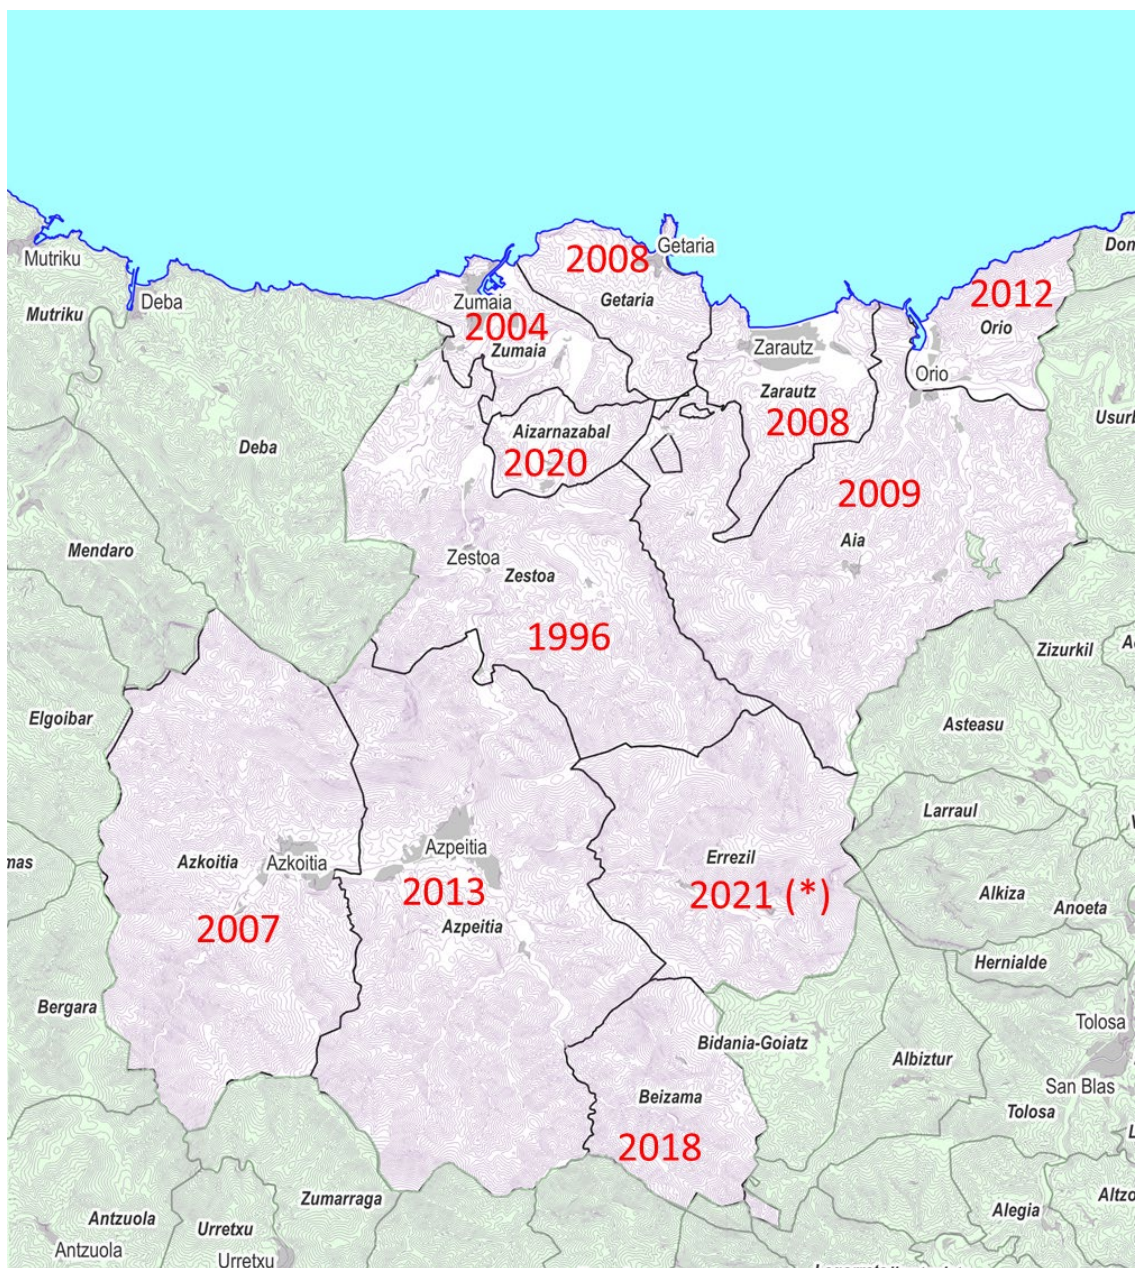 Getaria
Don
Mutriku
2008
2012
Zumaia
Getaria
Deba
Mutriku
2004
Orio
Zumaia
Zarautz
Orio
Zarautz
2008
Usurb
Aizarnazabal
Deba
2020
2009
Aia
Mendaro
Zestoa
Zestoa
1996
Zizurkil
Elgoibar
Asteasu
Larraul
Azpeitia
Errezil
mas
Azkoitia
Azkoitia
2013
2021 (*)
Alkiza
Anoeta
2007
Azpeitia
Hernialde
Bergara
Tolosa
Bidania-Goiatz
Albiztur
San Blas
Beizama
Tolosa
2018
Zumarraga
Altzo
Alegia
Antzuola
Urretxu
Antzuola
Urretxu